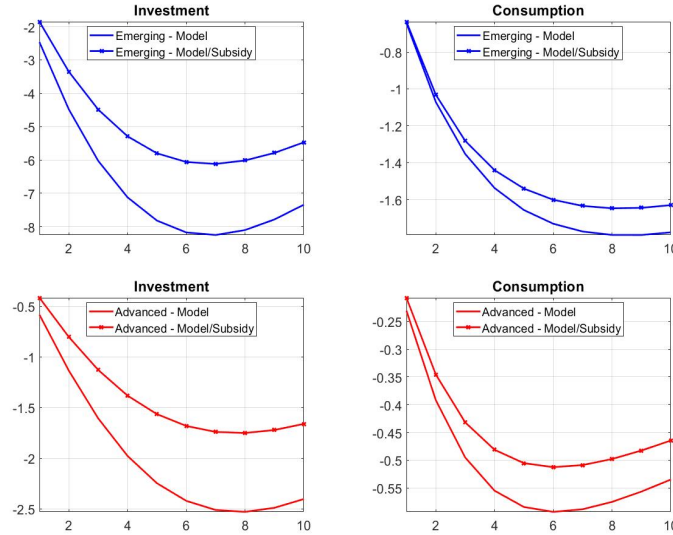 Investment
Emerging - Model
Emerging - Model/Subsidy
-2
-3
-4
-5
-6
-7
-8
2 4 6 8 10
Consumption
Emerging - Model
Emerging - Model/Subsidy
-0.8
-1
-1.2
-1.4
-1.6
2 4 6 8 10
Investment
Advanced - Model
Advanced - Model/Subsidy
-0.5
-1
-1.5
-2
-2.5
2 4 6 8 10
Consumption
Advanced - Model
Advanced - Model/Subsidy
-0.25
-0.3
-0.35
-0.4
-0.45
-0.5
-0.55
2 4 6 8 10